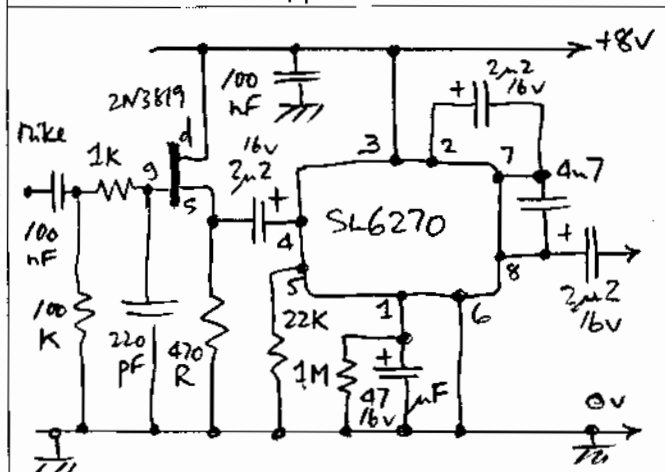 +8V
100
nF
2N3819
d
g
s
Mike
1K
100
nF
100
K
220
pF
470
R
16v
2µ2
+
SL6270
3
2
7
4
5
1
6
8
2µ2
/16v
+
4n7
+
2µ2
16v
22K
1M
+
47
16v
µF
0v